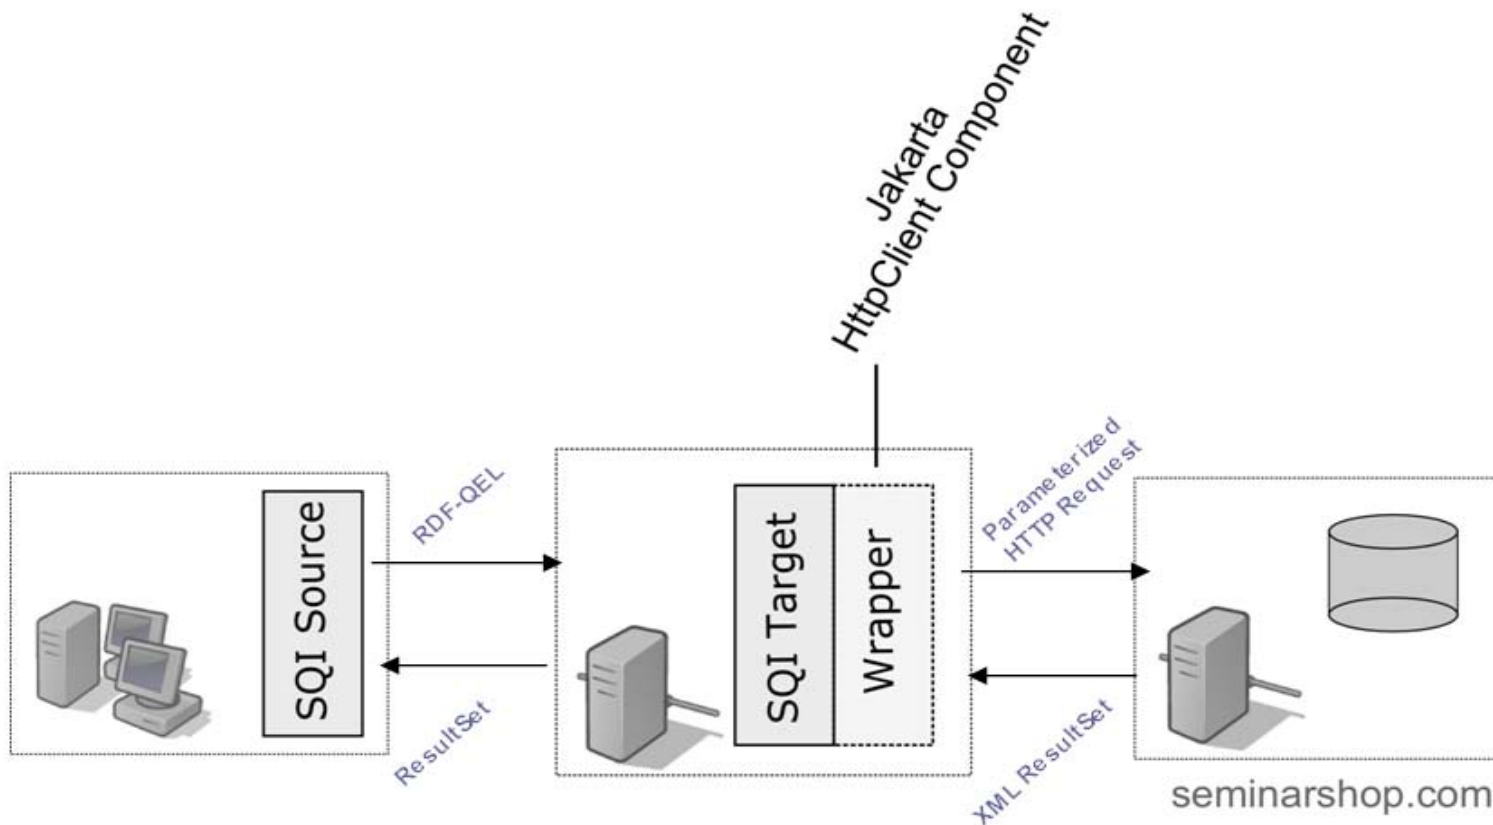 Jakarta
HttpClient Component
SQI Source
RDF-QEL
ResultSet
SQI Target
Wrapper
Parameterized
HTTP Request
XML ResultSet
seminarshop.com